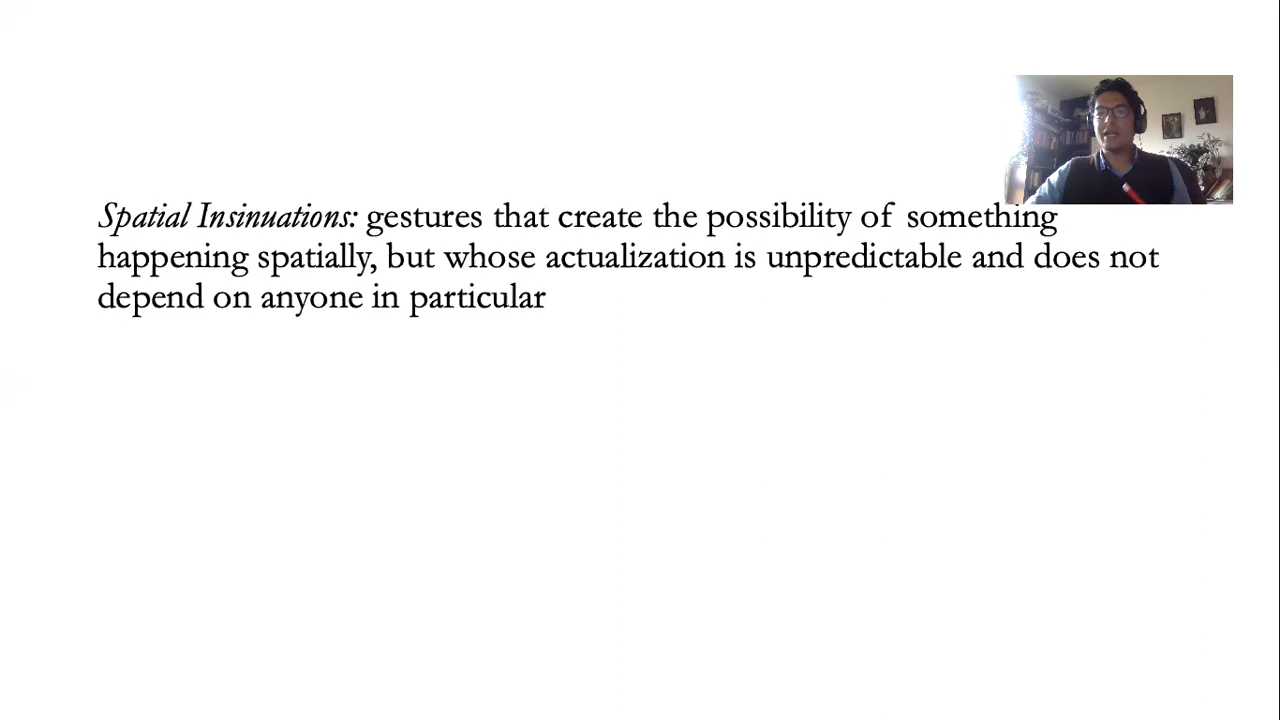 Spatial Insinuations: gestures that create the possibility of something
happening spatially, but whose actualization is unpredictable and does not
depend on anyone in particular